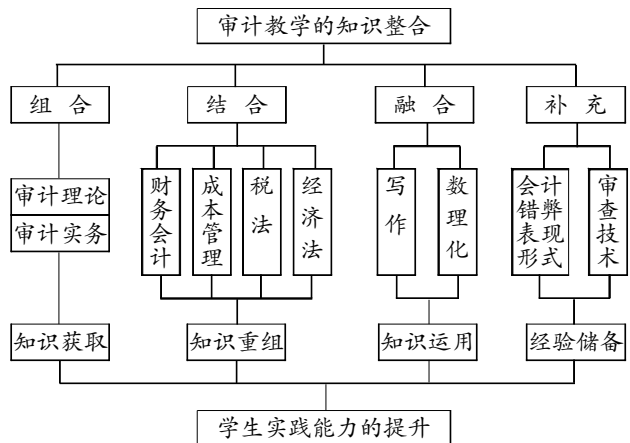 审计教学的知识整合
组 合
结 合
融 合
补 充
审计理论
审计实务
财务会计
成本管理
税法
经济法
写作
数理化
会计错弊表现形式
审查技术
知识获取
知识重组
知识运用
经验储备
学生实践能力的提升